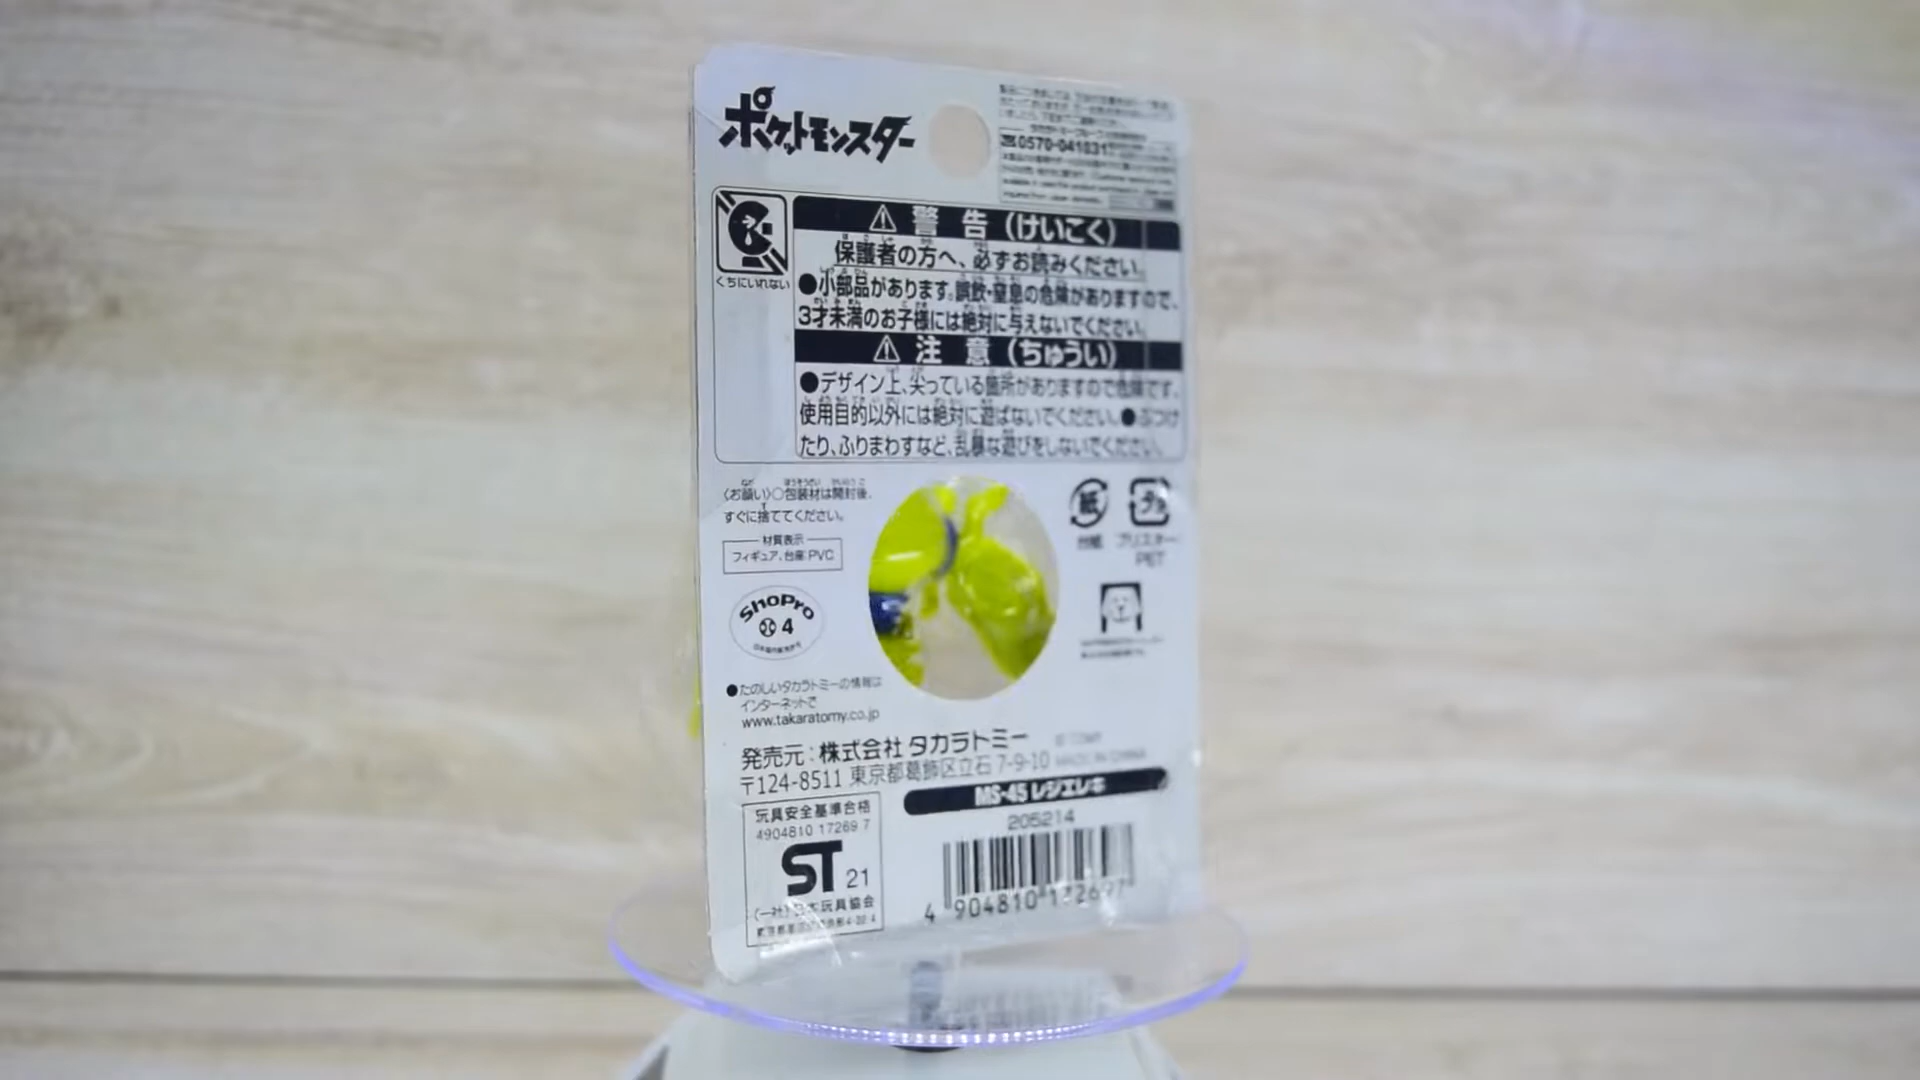 ポケットモンスター
0570-041031
くちにいれない
⚠ 警告(けいこく)
保護者の方へ、必ずお読みください。
●小部品があります。誤飲・窒息の危険がありますので、
3才未満のお子様には絶対に与えないでください。
⚠ 注意(ちゅうい)
●デザイン上、尖っている箇所がありますので危険です。
使用目的以外には絶対に遊ばないでください。●ぶつけ
たり、ふりまわすなど、乱暴な遊びをしないでください。
〈お願い〉○包装材は開封後、
すぐに捨ててください。
材質表示
フィギュア、台座:PVC
紙
台紙
プラ
ブリスター:
PET
ShoPro
4
●たのしいタカラトミーの情報は
インターネットで
www.takaratomy.co.jp
発売元:株式会社 タカラトミー
〒124-8511 東京都葛飾区立石 7-9-10
MADE IN CHINA
MS-45 レジエレキ
205214
玩具安全基準合格
4904810 17269 7
ST 21
(一社)日本玩具協会
4 904810 172697